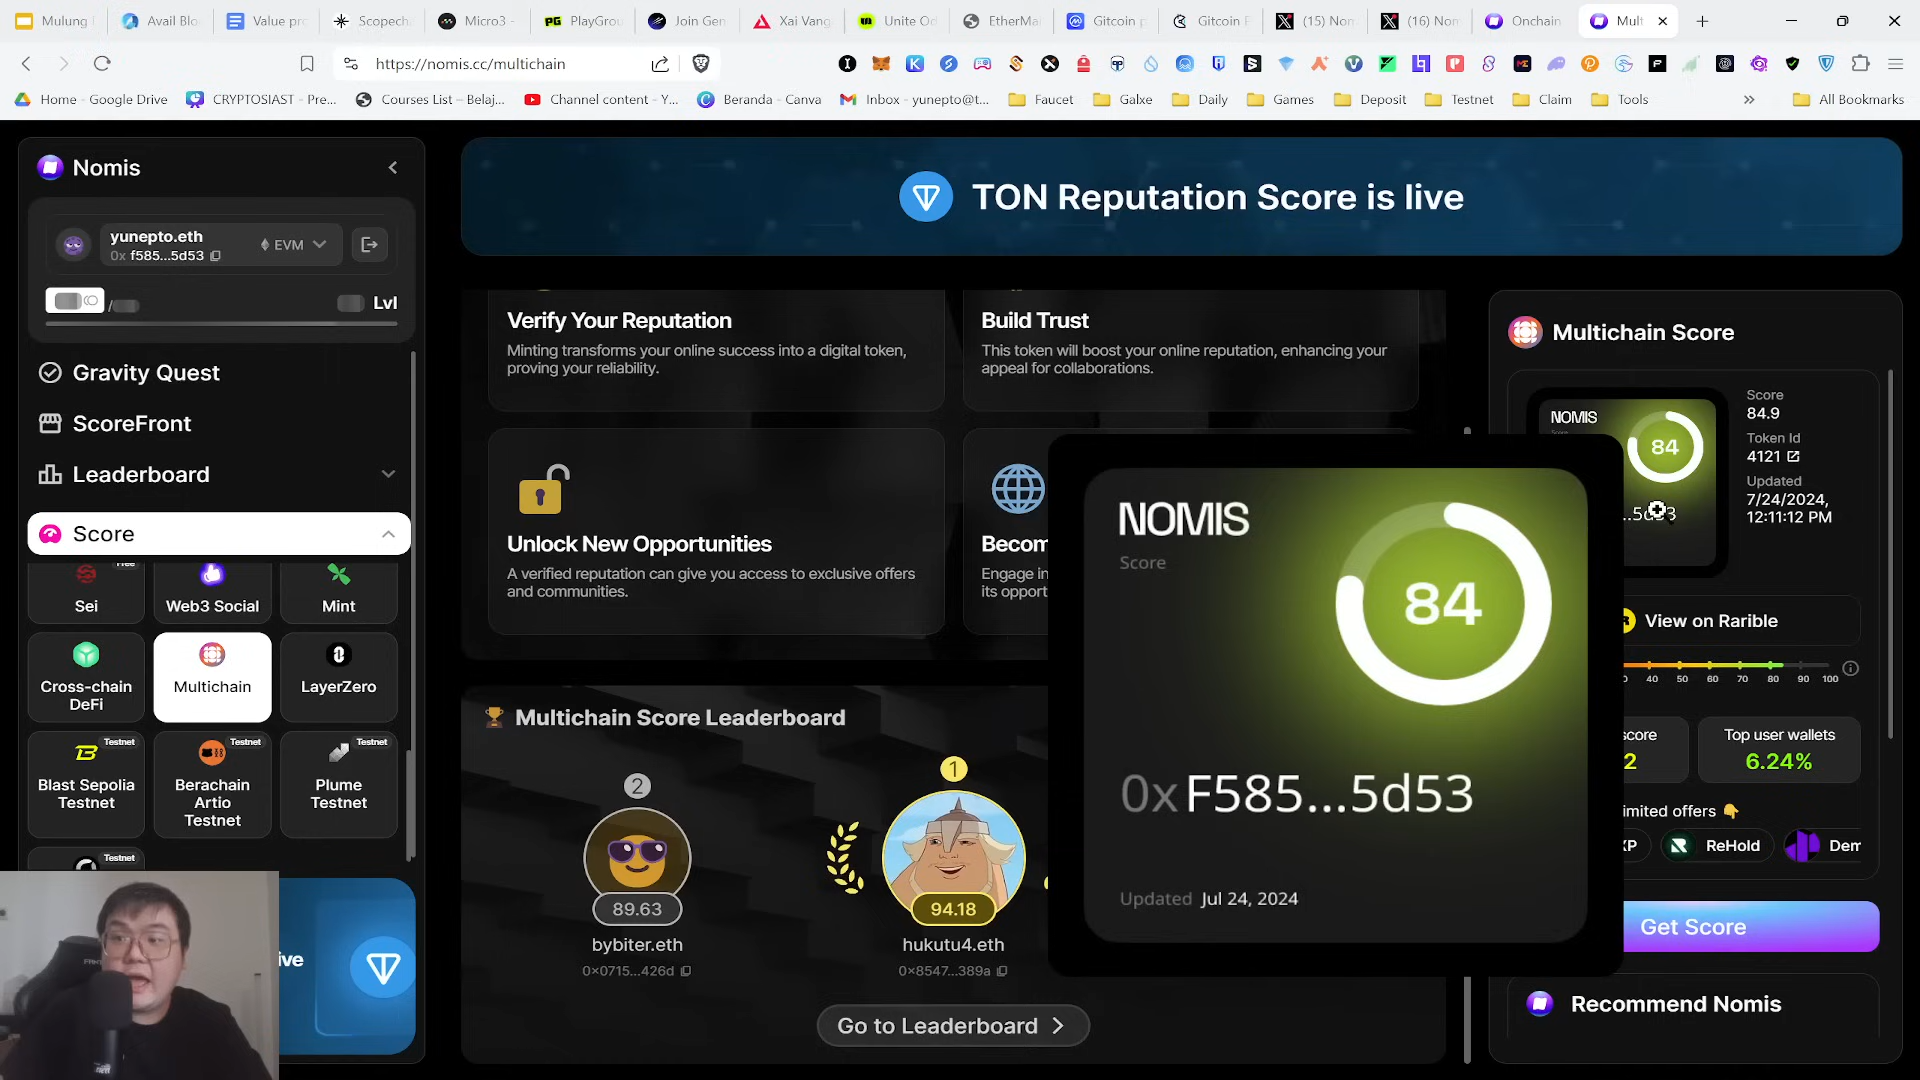 Mulung
Avail Blo
Value pr
Scopech
Micro3 -
PlayGrou
Join Gen
Xai Vang
Unite Od
EtherMa
Gitcoin p
Gitcoin P
(15) Nom
(16) Nom
Onchain
Mult
https://nomis.cc/multichain
Home - Google Drive
CRYPTOSIAST - Pre...
Courses List – Belaj...
Channel content - Y...
Beranda - Canva
Inbox - yunepto@t...
Faucet
Galxe
Daily
Games
Deposit
Testnet
Claim
Tools
All Bookmarks
Nomis
yunepto.eth
0x f585...5d53
EVM
Lvl
Gravity Quest
ScoreFront
Leaderboard
Score
Free
Sei
Web3 Social
Mint
Cross-chain
DeFi
Multichain
LayerZero
Testnet
Blast Sepolia
Testnet
Testnet
Berachain
Artio
Testnet
Testnet
Plume
Testnet
Testnet
ive
TON Reputation Score is live
Verify Your Reputation
Minting transforms your online success into a digital token,
proving your reliability.
Build Trust
This token will boost your online reputation, enhancing your
appeal for collaborations.
Unlock New Opportunities
A verified reputation can give you access to exclusive offers
and communities.
Becom
Engage in
its opport
Multichain Score Leaderboard
2
89.63
bybiter.eth
0x0715...426d
1
94.18
hukutu4.eth
0x8547...389a
Go to Leaderboard
NOMIS
Score
84
0xF585...5d53
Updated Jul 24, 2024
Multichain Score
NOMIS
84
Score
84.9
Token Id
4121
Updated
7/24/2024,
12:11:12 PM
View on Rarible
40 50 60 70 80 90 100
score
2
Top user wallets
6.24%
imited offers
XP
ReHold
Dem
Get Score
Recommend Nomis